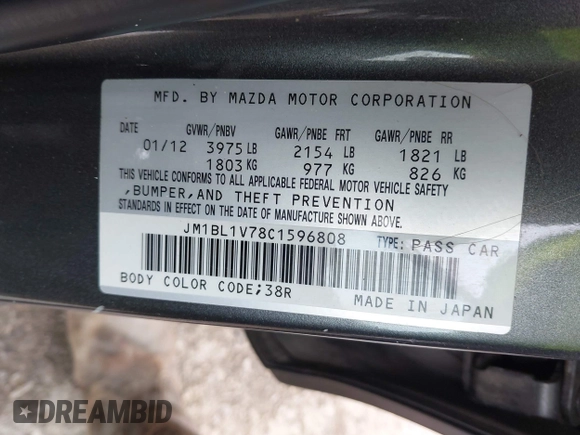 MFD. BY MAZDA MOTOR CORPORATION
DATE GVWR/PNBV GAWR/PNBE FRT GAWR/PNBE RR
01/12 3975 LB 2154 LB 1821 LB
1803 KG 977 KG 826 KG
THIS VEHICLE CONFORMS TO ALL APPLICABLE FEDERAL MOTOR VEHICLE SAFETY
,BUMPER,AND THEFT PREVENTION
STANDARDS IN EFFECT ON THE DATE OF MANUFACTURE SHOWN ABOVE.
JM1BL1V78C1596808 TYPE: PASS CAR
BODY COLOR CODE;38R MADE IN JAPAN
DREAMBID